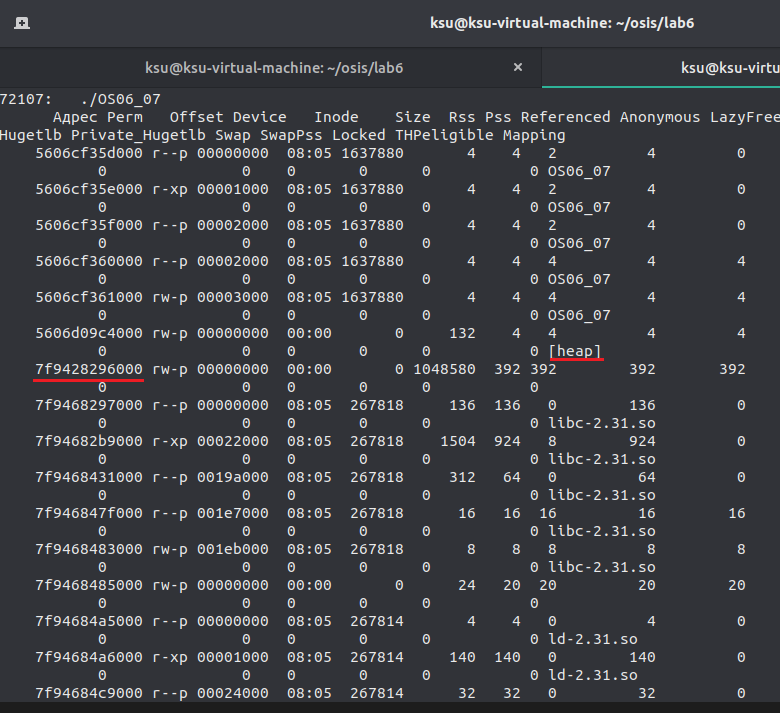 ksu@ksu-virtual-machine: ~/osis/lab6
ksu@ksu-virtual-machine: ~/osis/lab6 × ksu@ksu-virtu
72107: ./OS06_07
Адрес Perm Offset Device Inode Size Rss Pss Referenced Anonymous LazyFree
Hugetlb Private_Hugetlb Swap SwapPss Locked THPeligible Mapping
5606cf35d000 r--p 00000000 08:05 1637880 4 4 2 4 0
0 0 0 0 0 0 OS06_07
5606cf35e000 r-xp 00001000 08:05 1637880 4 4 2 4 0
0 0 0 0 0 0 OS06_07
5606cf35f000 r--p 00002000 08:05 1637880 4 4 2 4 0
0 0 0 0 0 0 OS06_07
5606cf360000 r--p 00002000 08:05 1637880 4 4 4 4 4
0 0 0 0 0 0 OS06_07
5606cf361000 rw-p 00003000 08:05 1637880 4 4 4 4 4
0 0 0 0 0 0 OS06_07
5606d09c4000 rw-p 00000000 00:00 0 132 4 4 4 4
0 0 0 0 0 0 [heap]
7f9428296000 rw-p 00000000 00:00 0 1048580 392 392 392 392
0 0 0 0 0 0
7f9468297000 r--p 00000000 08:05 267818 136 136 0 136 0
0 0 0 0 0 0 libc-2.31.so
7f94682b9000 r-xp 00022000 08:05 267818 1504 924 8 924 0
0 0 0 0 0 0 libc-2.31.so
7f9468431000 r--p 0019a000 08:05 267818 312 64 0 64 0
0 0 0 0 0 0 libc-2.31.so
7f946847f000 r--p 001e7000 08:05 267818 16 16 16 16 16
0 0 0 0 0 0 libc-2.31.so
7f9468483000 rw-p 001eb000 08:05 267818 8 8 8 8 8
0 0 0 0 0 0 libc-2.31.so
7f9468485000 rw-p 00000000 00:00 0 24 20 20 20 20
0 0 0 0 0 0
7f94684a5000 r--p 00000000 08:05 267814 4 4 0 4 0
0 0 0 0 0 0 ld-2.31.so
7f94684a6000 r-xp 00001000 08:05 267814 140 140 0 140 0
0 0 0 0 0 0 ld-2.31.so
7f94684c9000 r--p 00024000 08:05 267814 32 32 0 32 0